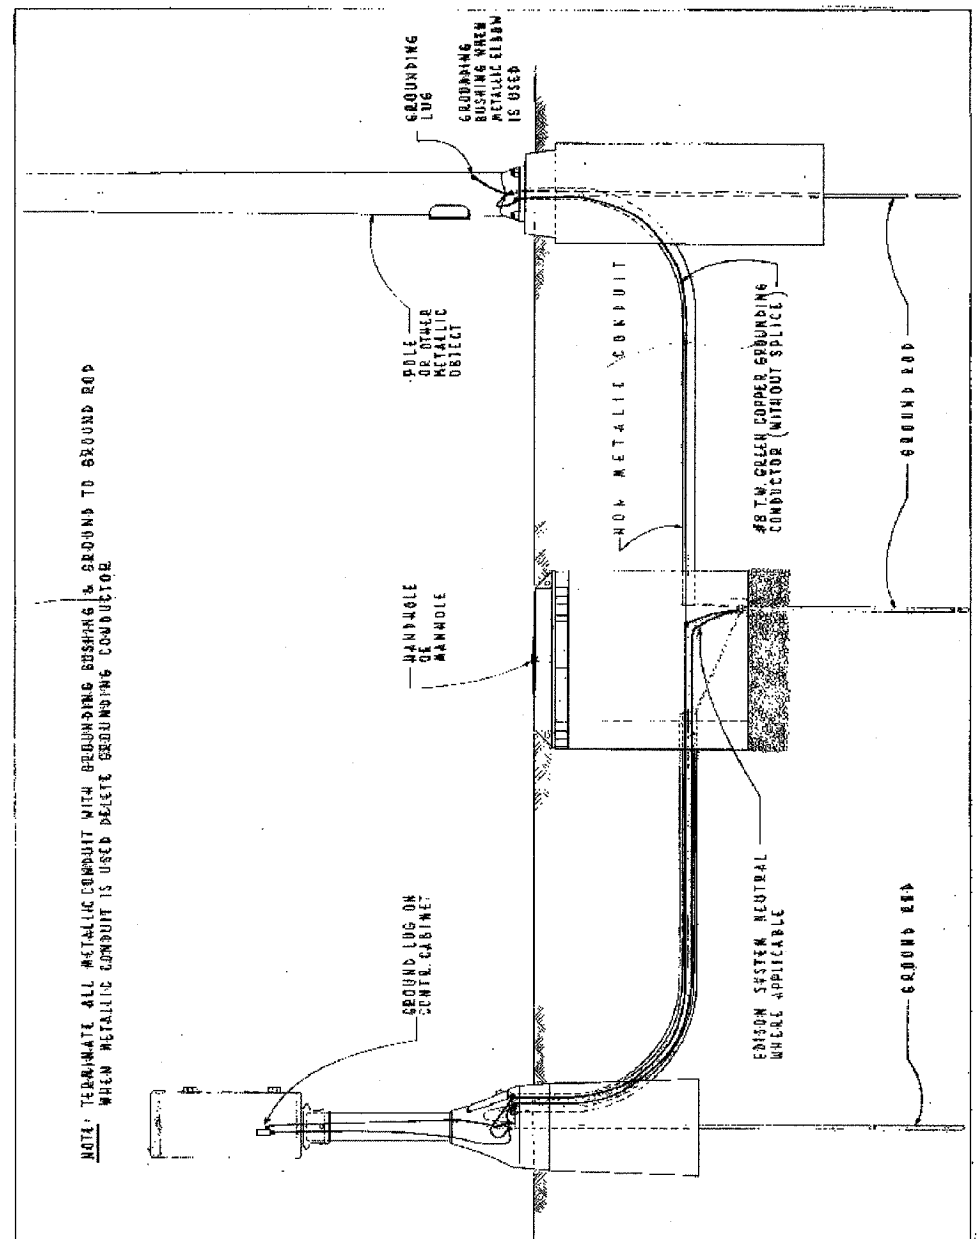 NOTE: TERMINATE ALL METALLIC CONDUIT WITH GROUNDING BUSHING & GROUND TO GROUND ROD
WHEN METALLIC CONDUIT IS USED DELETE GROUNDING CONDUCTOR
GROUND LUG ON
CONTR. CABINET
HANDHOLE
OR
MANHOLE
POLE
OR OTHER
METALLIC
OBJECT
GROUNDING
LUG
GROUNDING
BUSHING WHEN
METALLIC ELBOW
IS USED
NON METALIC CONDUIT
#8 T.W. GREEN COPPER GROUNDING
CONDUCTOR (WITHOUT SPLICE)
EDISON SYSTEM NEUTRAL
WHERE APPLICABLE
GROUND ROD
GROUND ROD